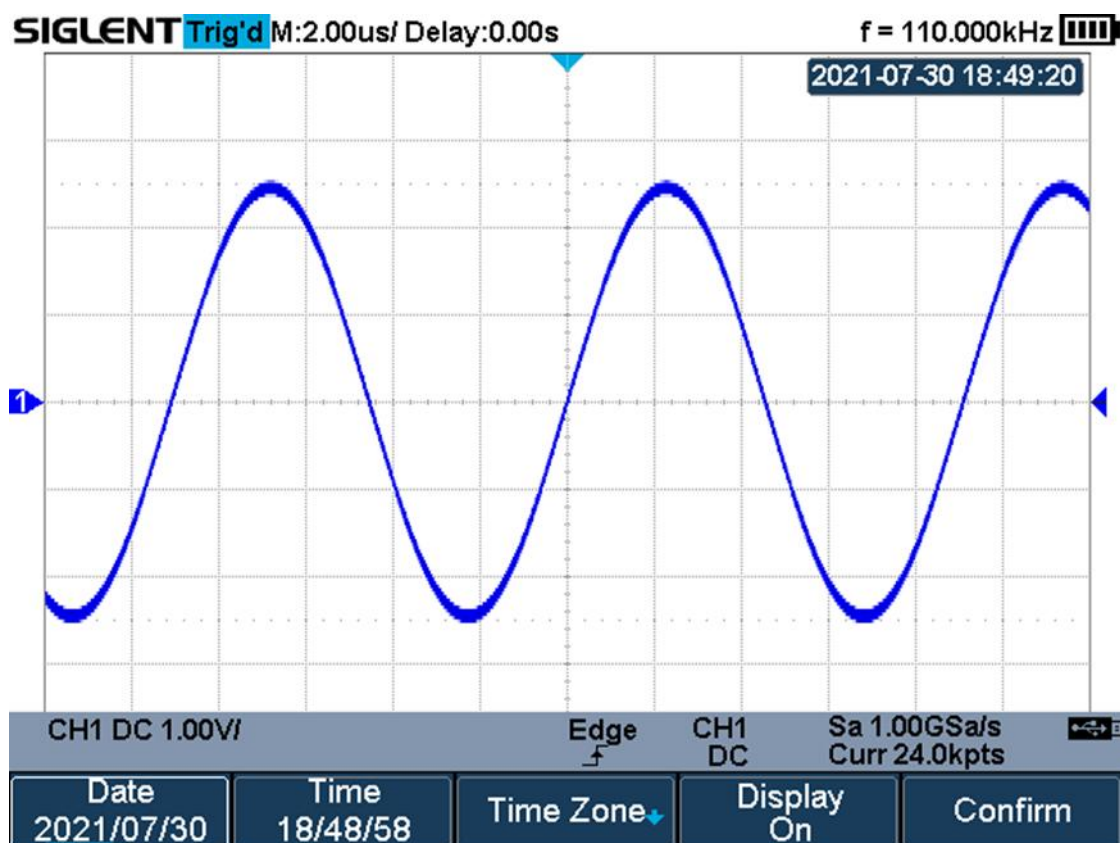 SIGLENT Trig'd M:2.00us/ Delay:0.00s f = 110.000kHz
2021-07-30 18:49:20
1
CH1 DC 1.00V/ Edge CH1 Sa 1.00GSa/s
DC Curr 24.0kpts
Date Time Time Zone Display Confirm
2021/07/30 18/48/58 On